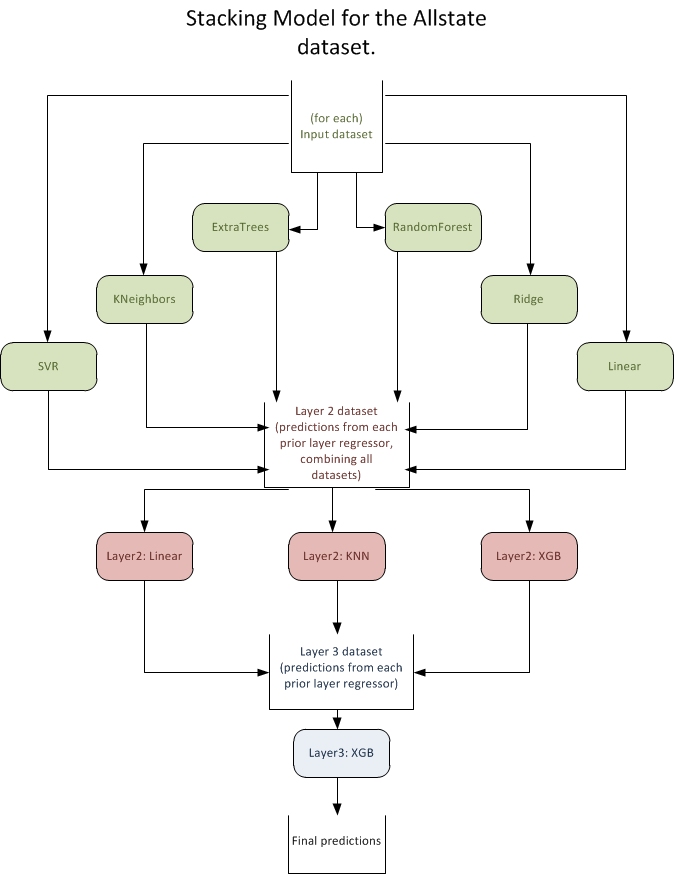 Stacking Model for the Allstate
dataset.
(for each)
Input dataset
ExtraTrees
RandomForest
KNeighbors
Ridge
SVR
Linear
Layer 2 dataset
(predictions from each
prior layer regressor,
combining all
datasets)
Layer2: Linear
Layer2: KNN
Layer2: XGB
Layer 3 dataset
(predictions from each
prior layer regressor)
Layer3: XGB
Final predictions